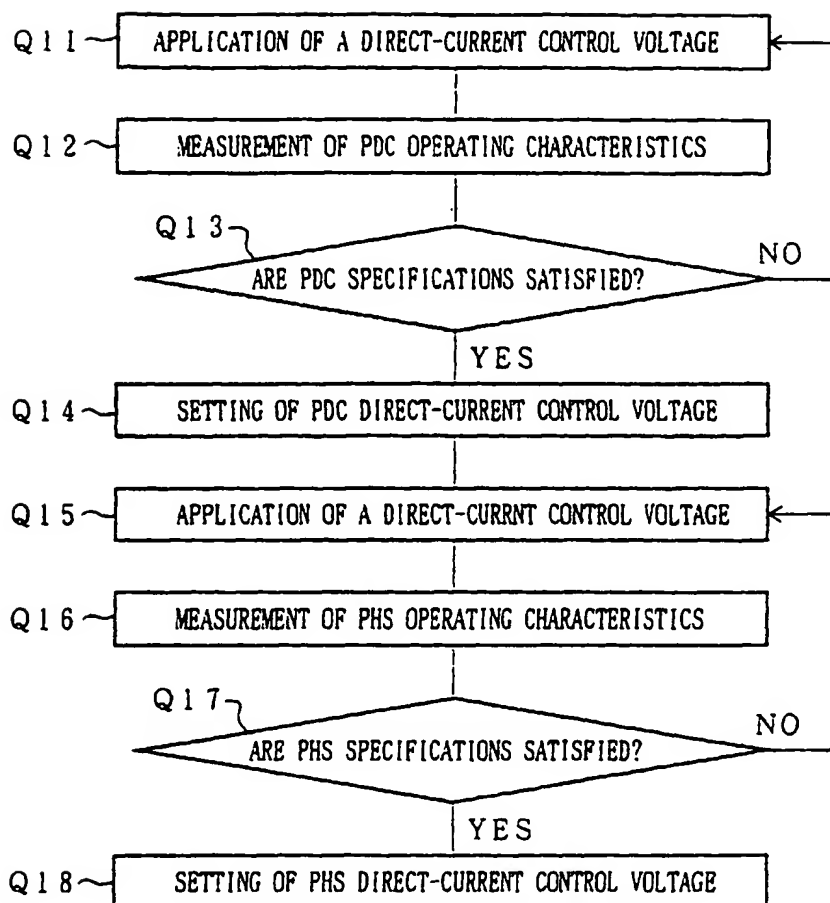 Q11 APPLICATION OF A DIRECT-CURRENT CONTROL VOLTAGE
Q12 MEASUREMENT OF PDC OPERATING CHARACTERISTICS
Q13
ARE PDC SPECIFICATIONS SATISFIED? NO
YES
Q14 SETTING OF PDC DIRECT-CURRENT CONTROL VOLTAGE
Q15 APPLICATION OF A DIRECT-CURRNT CONTROL VOLTAGE
Q16 MEASUREMENT OF PHS OPERATING CHARACTERISTICS
Q17
ARE PHS SPECIFICATIONS SATISFIED? NO
YES
Q18 SETTING OF PHS DIRECT-CURRENT CONTROL VOLTAGE